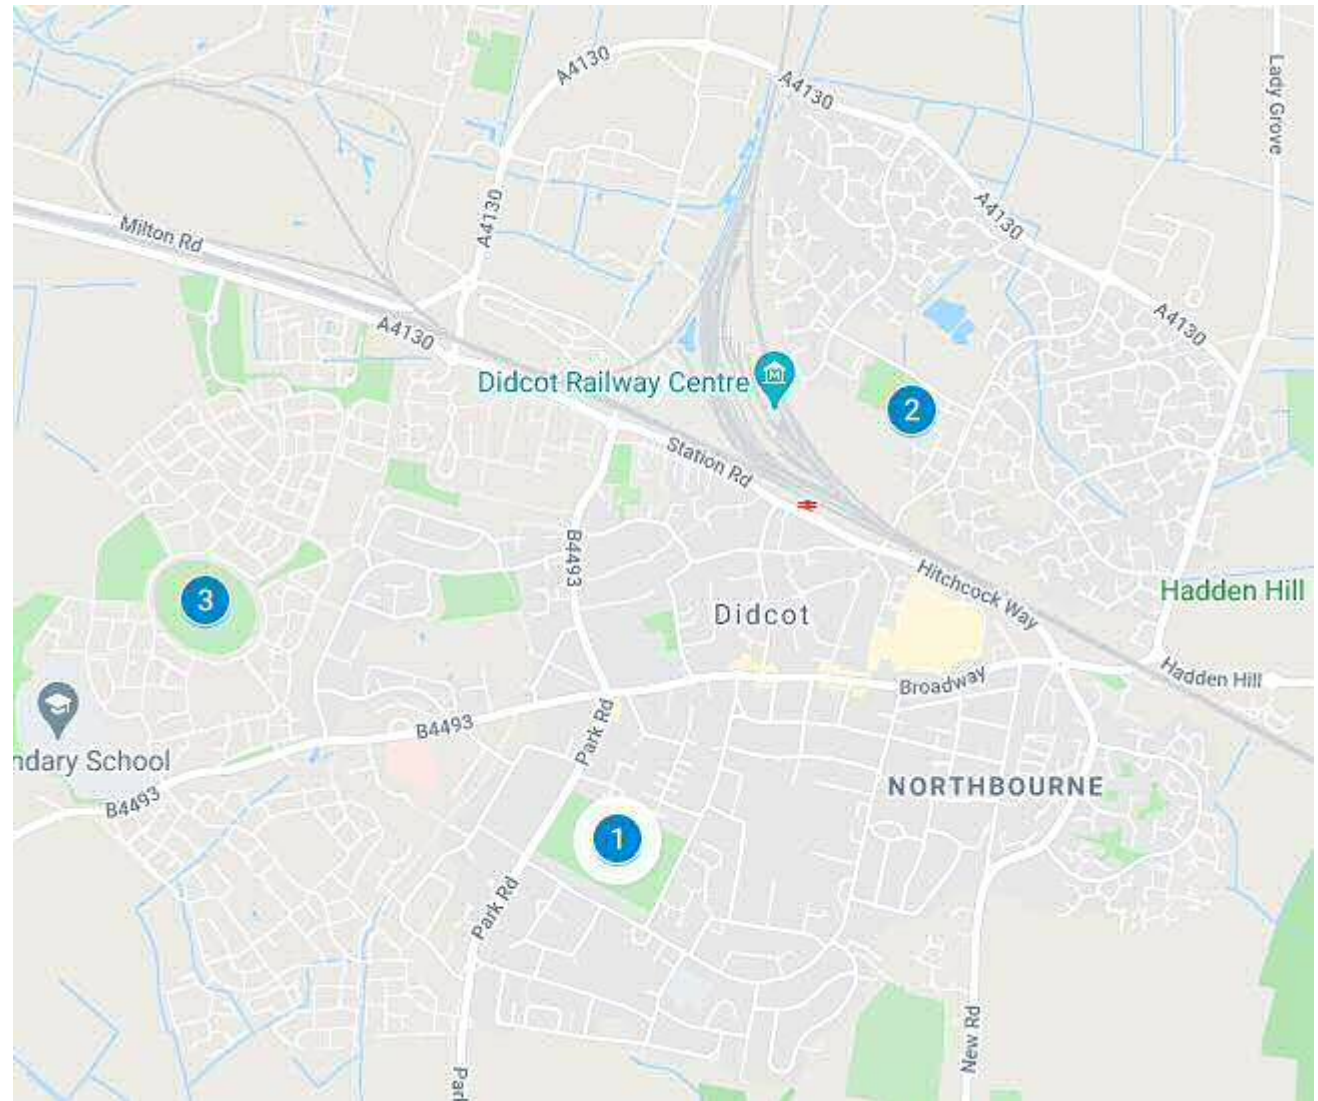 A4130
A4130
Lady Grove
A4130
A4130
Milton Rd
A4130
A4130
Didcot Railway Centre
M
2
Station Rd
B4493
Hitchcock Way
Hadden Hill
3
Didcot
Hadden Hill
Broadway
B4493
Park Rd
ndary School
NORTHBOURNE
B4493
1
Park Rd
New Rd
Parl